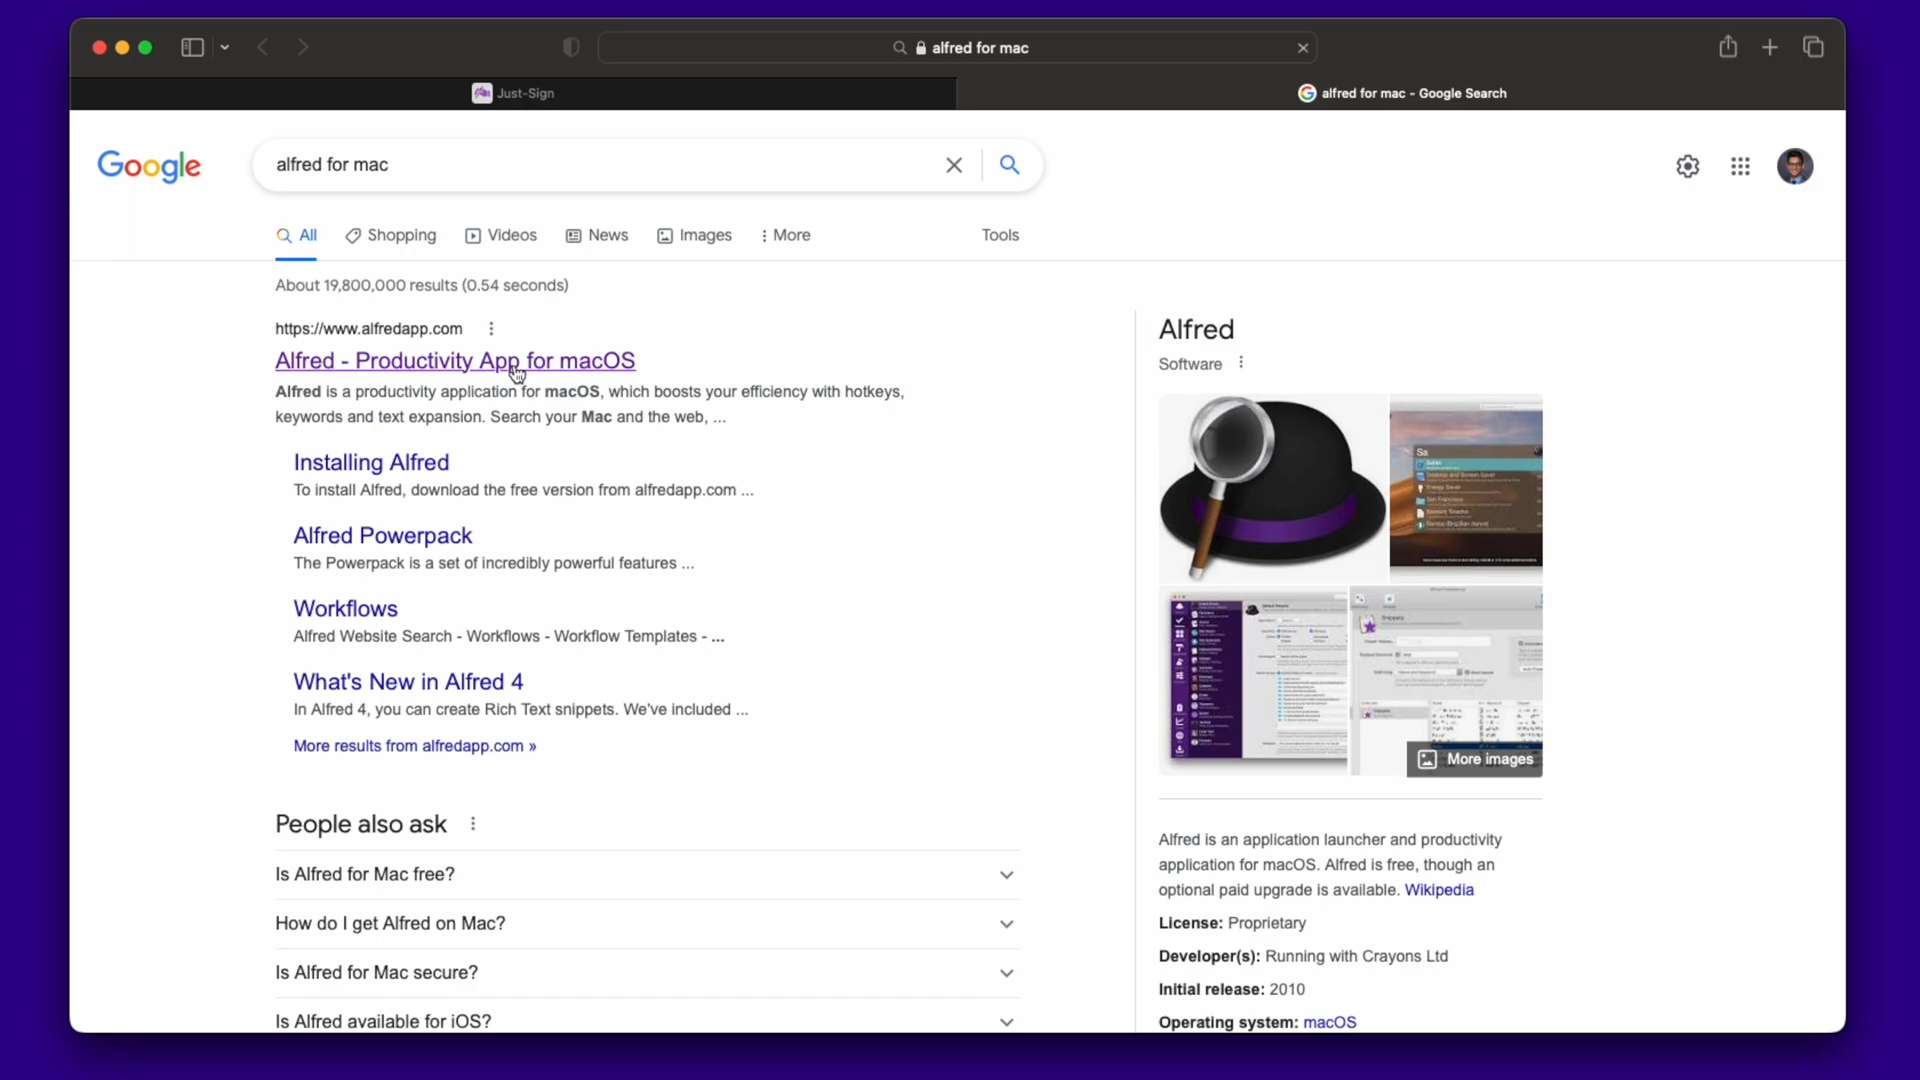 alfred for mac
Just-Sign
alfred for mac - Google Search
Google
alfred for mac
All
Shopping
Videos
News
Images
More
Tools
About 19,800,000 results (0.54 seconds)
https://www.alfredapp.com
Alfred - Productivity App for macOS
Alfred is a productivity application for macOS, which boosts your efficiency with hotkeys,
keywords and text expansion. Search your Mac and the web, ...
Installing Alfred
To install Alfred, download the free version from alfredapp.com ...
Alfred Powerpack
The Powerpack is a set of incredibly powerful features ...
Workflows
Alfred Website Search - Workflows - Workflow Templates - ...
What's New in Alfred 4
In Alfred 4, you can create Rich Text snippets. We've included ...
More results from alfredapp.com »
People also ask
Is Alfred for Mac free?
How do I get Alfred on Mac?
Is Alfred for Mac secure?
Is Alfred available for iOS?
Alfred
Software
Sa
Snippets
More images
Alfred is an application launcher and productivity
application for macOS. Alfred is free, though an
optional paid upgrade is available. Wikipedia
License: Proprietary
Developer(s): Running with Crayons Ltd
Initial release: 2010
Operating system: macOS